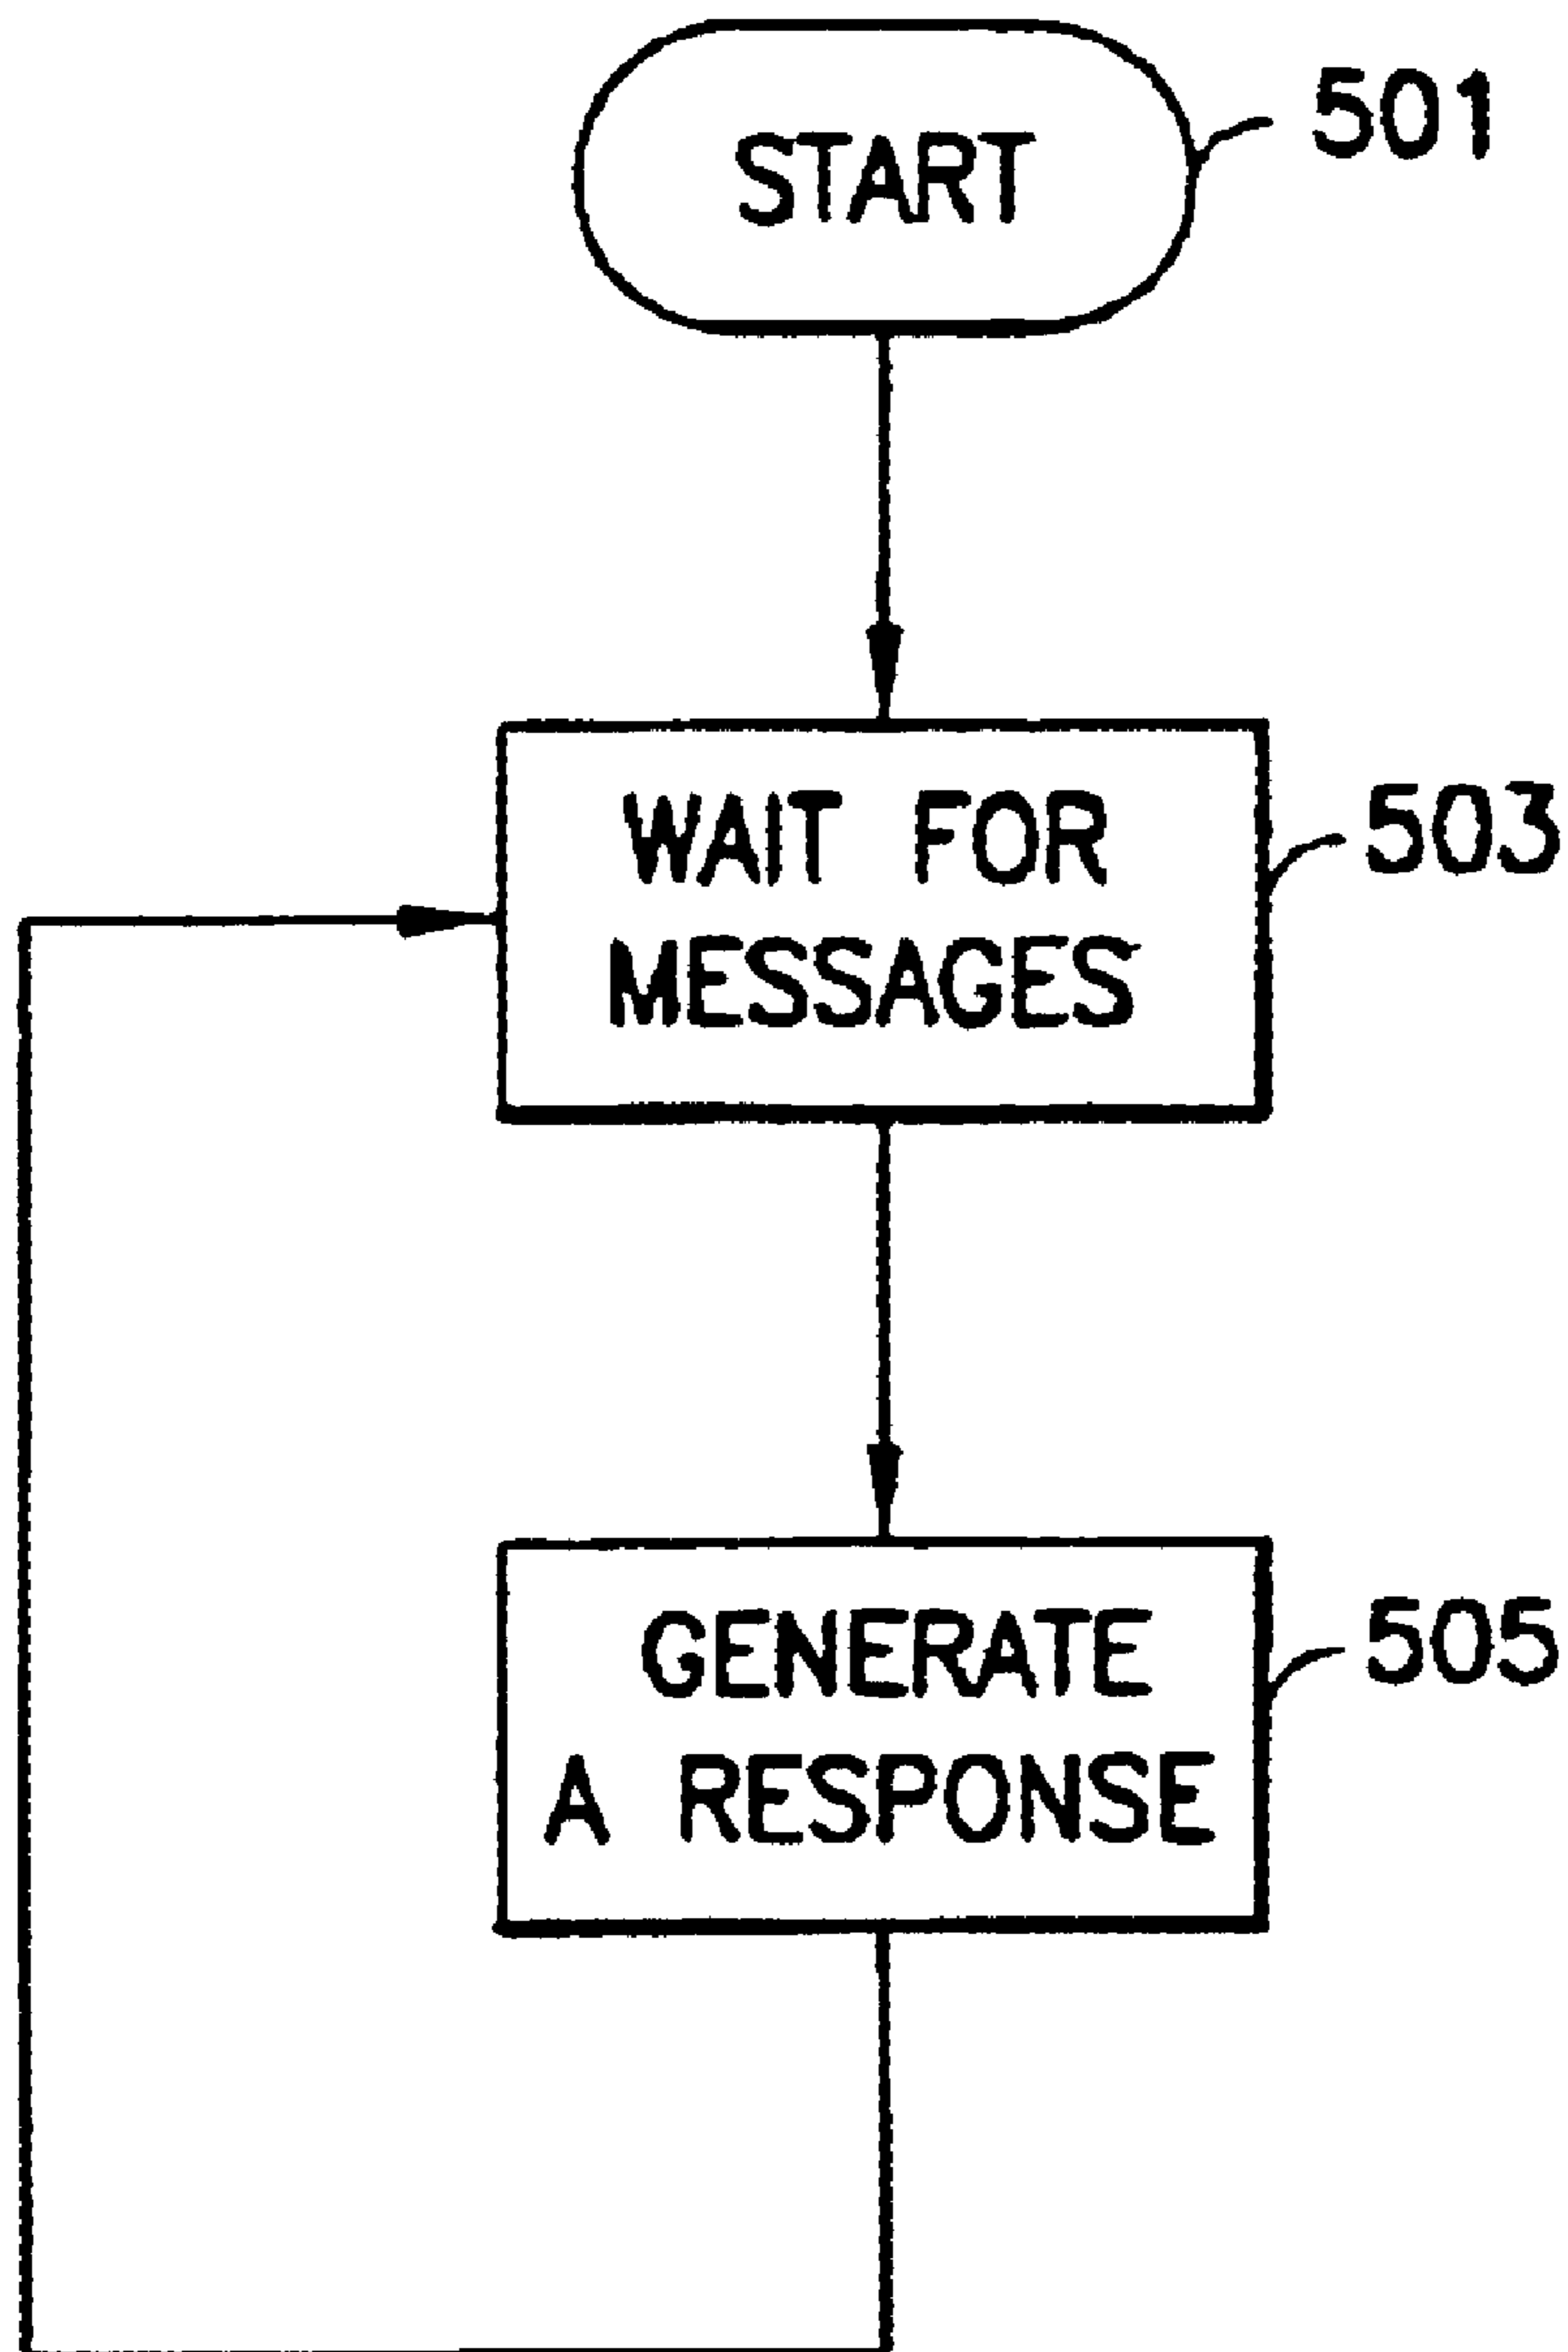 START
501
WAIT FOR
MESSAGES
503
GENERATE
A RESPONSE
505